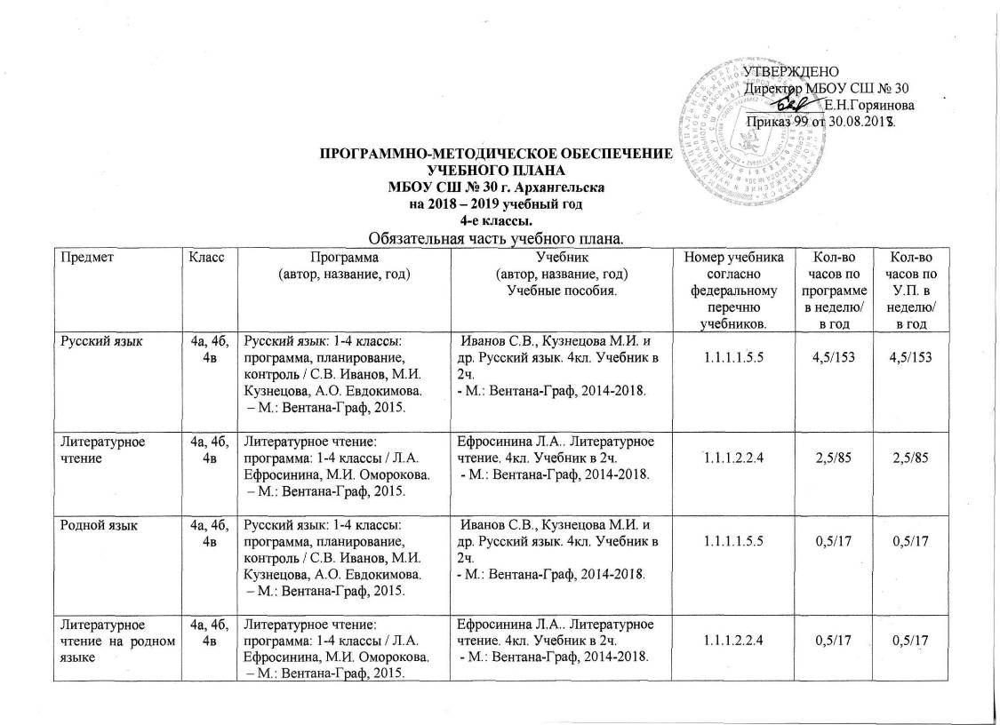 УТВЕРЖДЕНО
Директор МБОУ СШ № 30
Е.Н.Горяинова
Приказ 99 от 30.08.2018.
ПРОГРАММНО-МЕТОДИЧЕСКОЕ ОБЕСПЕЧЕНИЕ
УЧЕБНОГО ПЛАНА
МБОУ СШ № 30 г. Архангельска
на 2018 – 2019 учебный год
4-е классы.
Обязательная часть учебного плана.
Предмет
Класс
Программа
(автор, название, год)
Учебник
(автор, название, год)
Учебные пособия.
Номер учебника
согласно
федеральному
перечню
учебников.
Кол-во
часов по
программе
в неделю/
в год
Кол-во
часов по
У.П. в
неделю/
в год
Русский язык
4а, 4б,
4в
Русский язык: 1-4 классы:
программа, планирование,
контроль / С.В. Иванов, М.И.
Кузнецова, А.О. Евдокимова.
– М.: Вентана-Граф, 2015.
Иванов С.В., Кузнецова М.И. и
др. Русский язык. 4кл. Учебник в
2ч.
- М.: Вентана-Граф, 2014-2018.
1.1.1.1.5.5
4,5/153
4,5/153
Литературное
чтение
4а, 4б,
4в
Литературное чтение:
программа: 1-4 классы / Л.А.
Ефросинина, М.И. Оморокова.
– М.: Вентана-Граф, 2015.
Ефросинина Л.А.. Литературное
чтение. 4кл. Учебник в 2ч.
- М.: Вентана-Граф, 2014-2018.
1.1.1.2.2.4
2,5/85
2,5/85
Родной язык
4а, 4б,
4в
Русский язык: 1-4 классы:
программа, планирование,
контроль / С.В. Иванов, М.И.
Кузнецова, А.О. Евдокимова.
– М.: Вентана-Граф, 2015.
Иванов С.В., Кузнецова М.И. и
др. Русский язык. 4кл. Учебник в
2ч.
- М.: Вентана-Граф, 2014-2018.
1.1.1.1.5.5
0,5/17
0,5/17
Литературное
чтение на родном
языке
4а, 4б,
4в
Литературное чтение:
программа: 1-4 классы / Л.А.
Ефросинина, М.И. Оморокова.
– М.: Вентана-Граф, 2015.
Ефросинина Л.А.. Литературное
чтение. 4кл. Учебник в 2ч.
- М.: Вентана-Граф, 2014-2018.
1.1.1.2.2.4
0,5/17
0,5/17